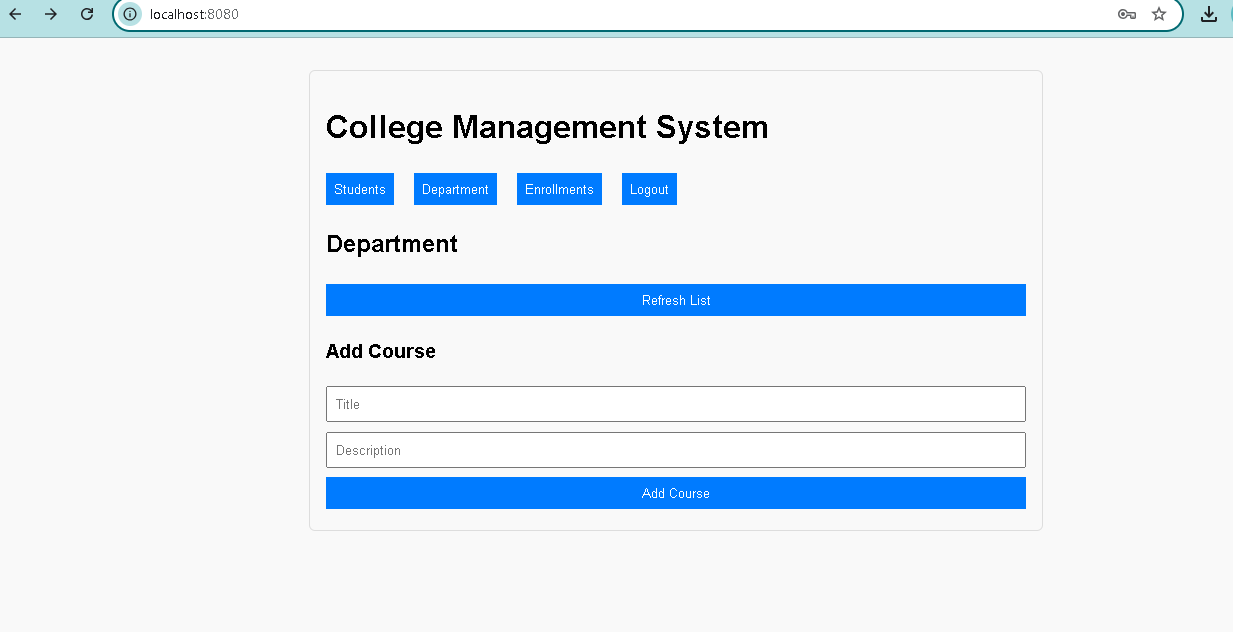 localhost:8080
College Management System
Students Department Enrollments Logout
Department
Refresh List
Add Course
Title
Description
Add Course